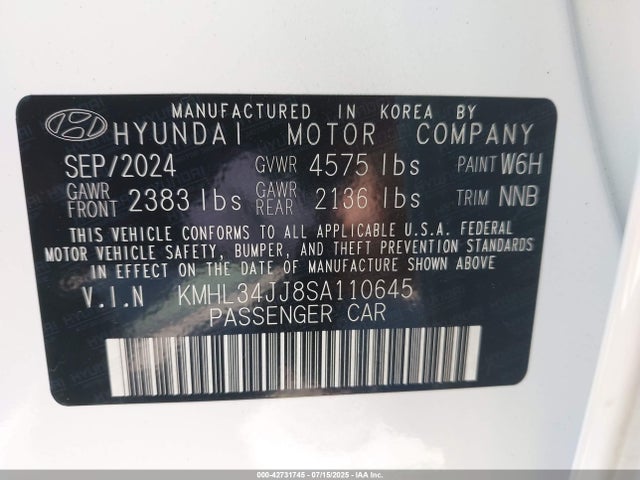 MANUFACTURED IN KOREA BY
HYUNDAI MOTOR COMPANY
SEP/2024 GVWR 4575 lbs PAINT W6H
GAWR FRONT 2383 lbs GAWR REAR 2136 lbs TRIM NNB
THIS VEHICLE CONFORMS TO ALL APPLICABLE U.S.A. FEDERAL
MOTOR VEHICLE SAFETY, BUMPER, AND THEFT PREVENTION STANDARDS
IN EFFECT ON THE DATE OF MANUFACTURE SHOWN ABOVE
V.I.N KMHL34JJ8SA110645
PASSENGER CAR
© 000-42731745 - 07/15/2025 - IAAI.COM